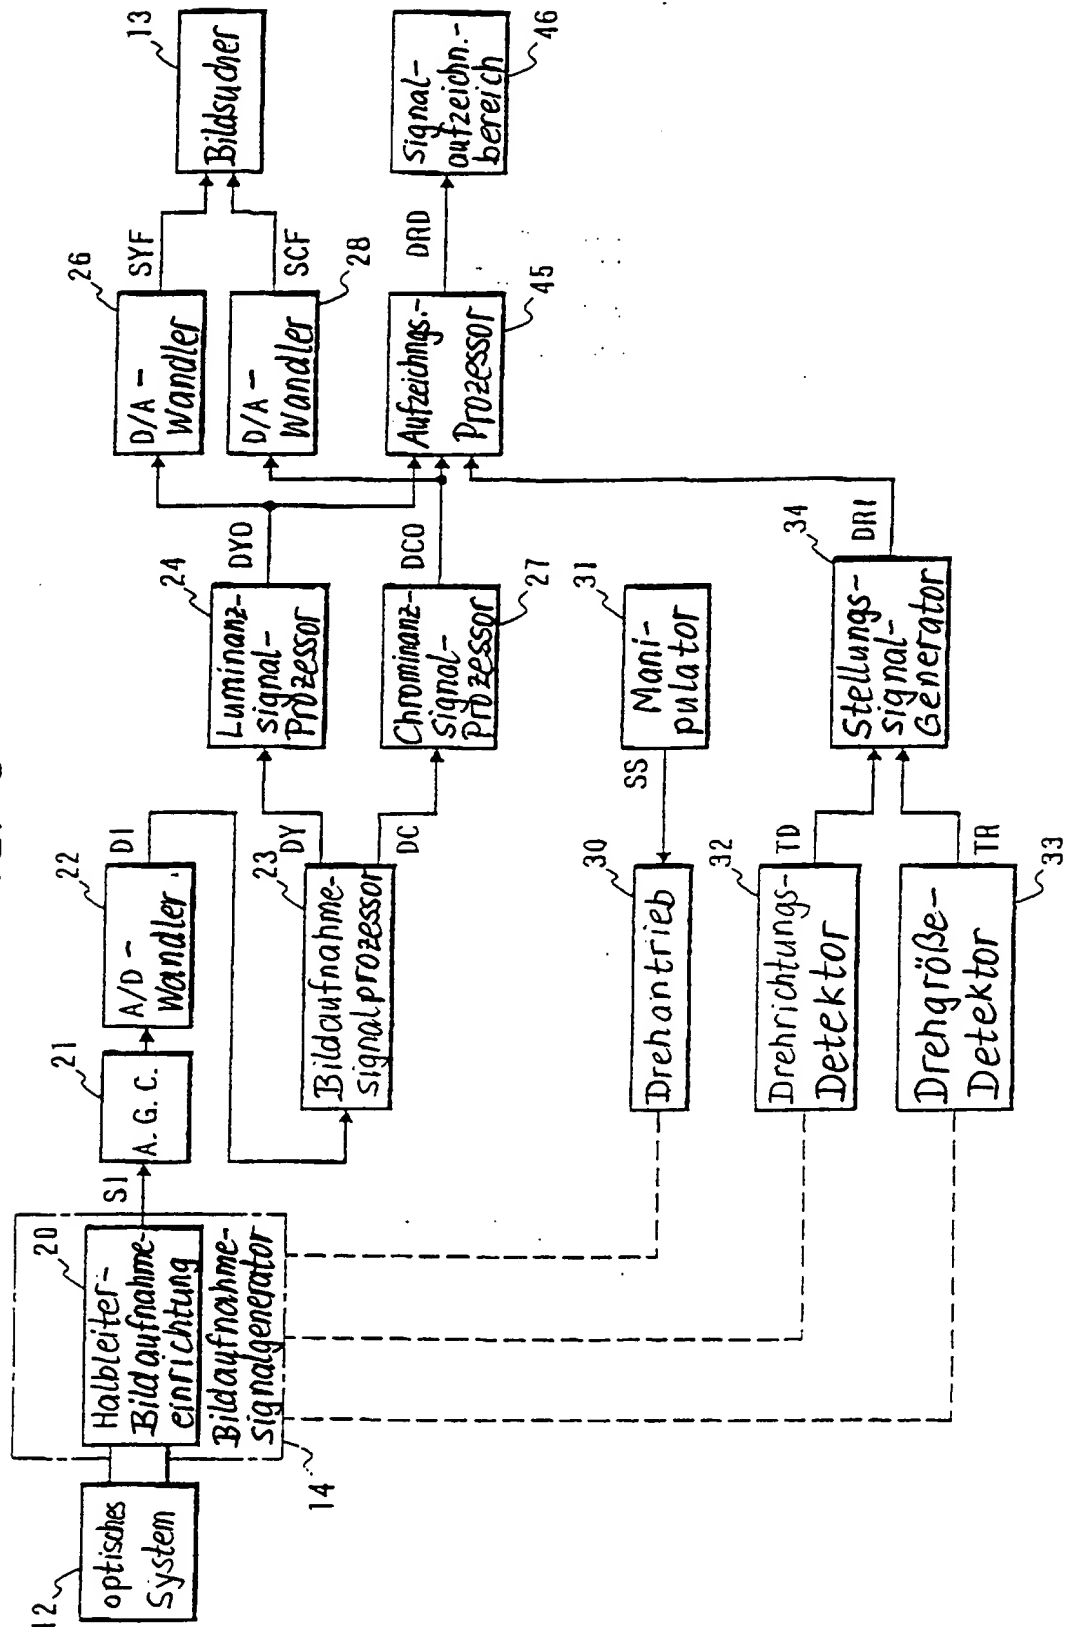 12
optisches
System
14
20
Halbleiter-
Bildaufnahme-
einrichtung
Bildaufnahme-
signalgenerator
SI
21
A.G.C.
22
A/D-
Wandler
DI
23
Bildaufnahme-
signalprozessor
DY
DC
24
Luminanz-
signal-
Prozessor
DYO
Chrominanz-
signal-
Prozessor
27
DCO
26
D/A-
Wandler
SYF
D/A-
Wandler
28
SCF
13
Bildsucher
Aufzeichngs.-
Prozessor
45
DRD
signal-
aufzeichn.-
bereich
46
30
Drehantrieb
SS
31
Mani-
pulator
32
Drehrichtungs-
Detektor
TD
Drehgröße-
Detektor
33
TR
34
Stellungs-
signal-
Generator
DRI